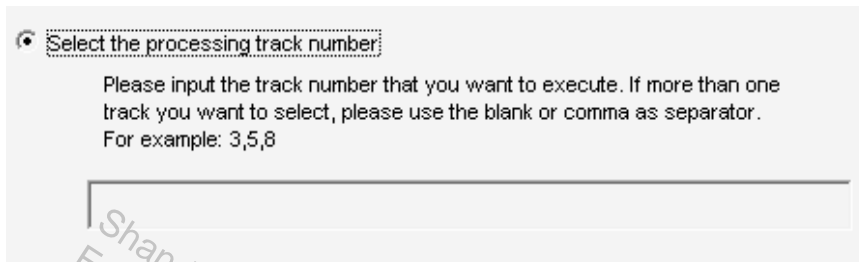 Select the processing track number
Please input the track number that you want to execute. If more than one
track you want to select, please use the blank or comma as separator.
For example: 3,5,8